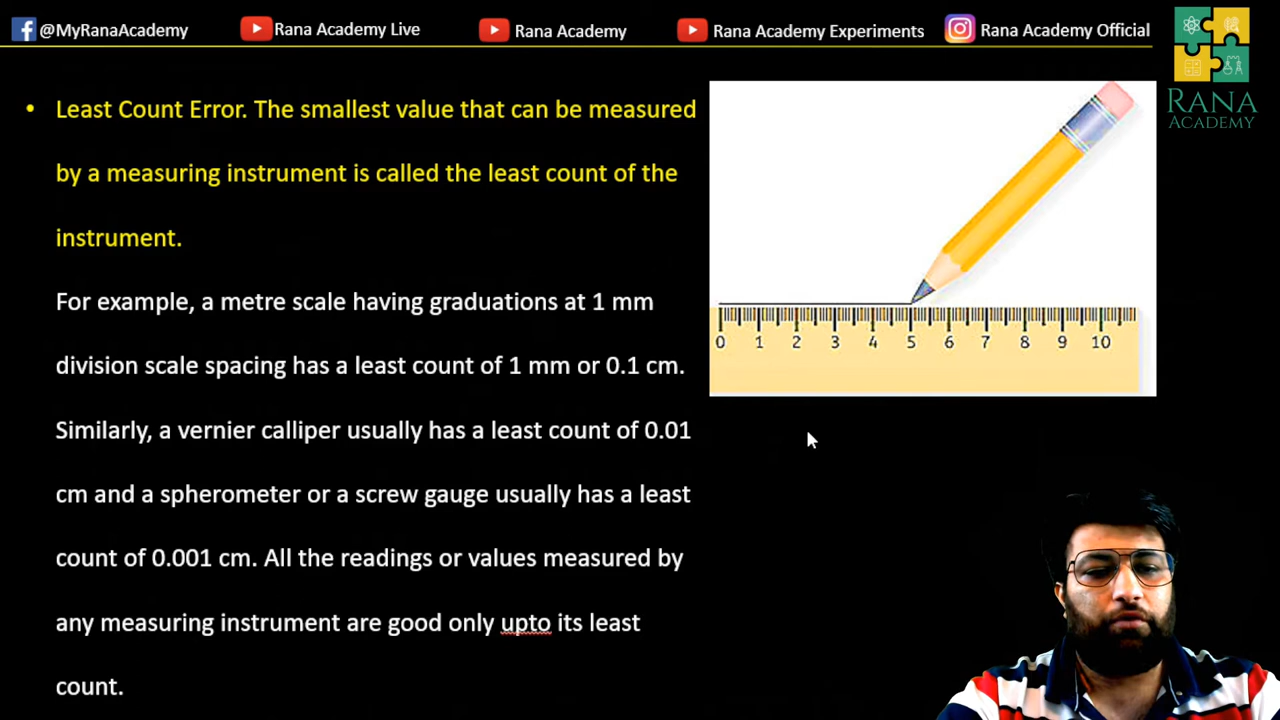 @MyRanaAcademy Rana Academy Live Rana Academy Rana Academy Experiments Rana Academy Official
RANA
ACADEMY
• Least Count Error. The smallest value that can be measured
by a measuring instrument is called the least count of the
instrument.
For example, a metre scale having graduations at 1 mm
division scale spacing has a least count of 1 mm or 0.1 cm.
Similarly, a vernier calliper usually has a least count of 0.01
cm and a spherometer or a screw gauge usually has a least
count of 0.001 cm. All the readings or values measured by
any measuring instrument are good only upto its least
count.
0 1 2 3 4 5 6 7 8 9 10